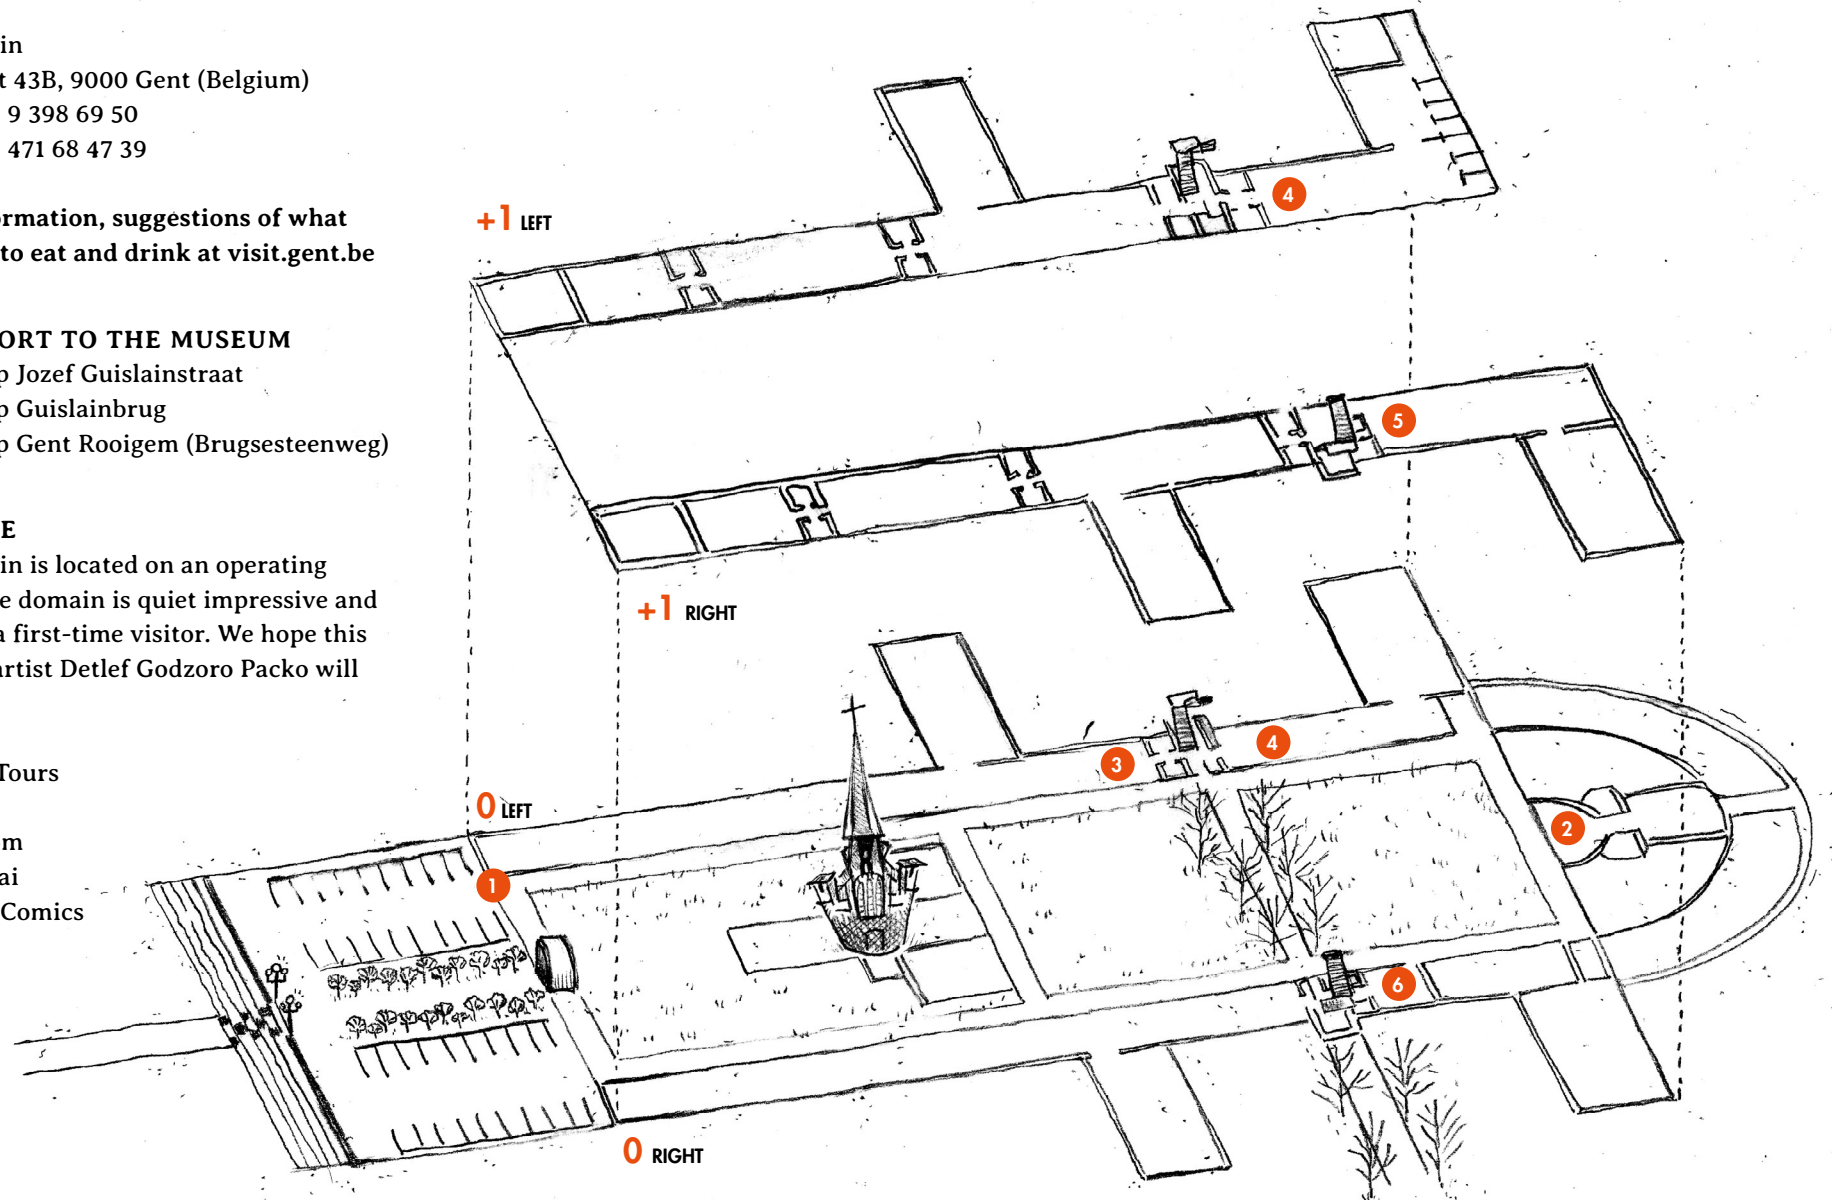 in
t 43B, 9000 Gent (Belgium)
9 398 69 50
471 68 47 39
ormation, suggestions of what
to eat and drink at visit.gent.be
ORT TO THE MUSEUM
p Jozef Guislainstraat
p Guislainbrug
p Gent Rooigem (Brugsesteenweg)
E
in is located on an operating
e domain is quiet impressive and
a first-time visitor. We hope this
artist Detlef Godzoro Packo will
Tours
m
ai
Comics
+1 LEFT
4
5
+1 RIGHT
3
4
0 LEFT
2
1
6
0 RIGHT